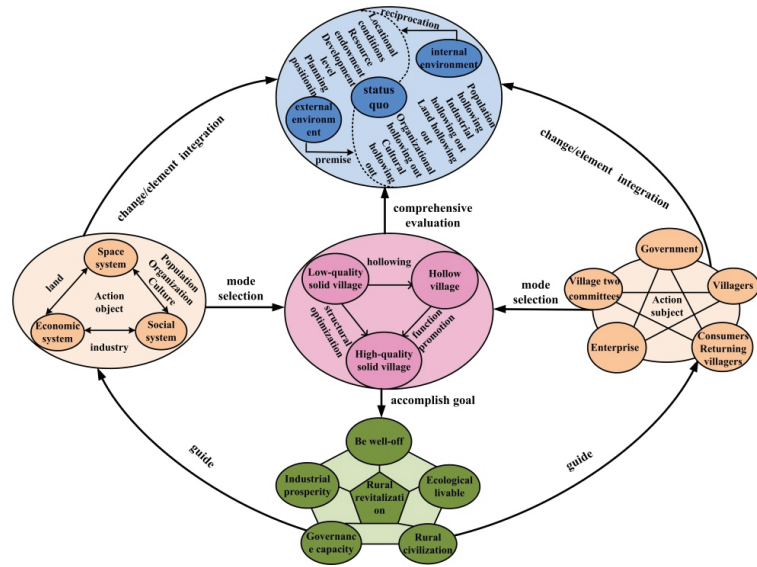 reciprocation
Locational
conditions
Resource
endowment
Development
level
Planning
positioning
internal
environment
status
quo
external
environm
ent
premise
Population
hollowing out
Industrial
hollowing out
Land hollowing
out
Organizational
hollowing out
Cultural
hollowing
out
change/element integration
change/element integration
comprehensive
evaluation
Space
system
land
Population
Organization
Culture
Action
object
Economic
system
Social
system
industry
mode
selection
Low-quality
solid village
hollowing
Hollow
village
structural
optimization
function
promotion
High-quality
solid village
mode
selection
Government
Village two
committees
Villagers
Action
subject
Enterprise
Consumers
Returning
villagers
accomplish goal
guide
guide
Be well-off
Industrial
prosperity
Rural
revitalizati
on
Ecological
livable
Governanc
e capacity
Rural
civilization